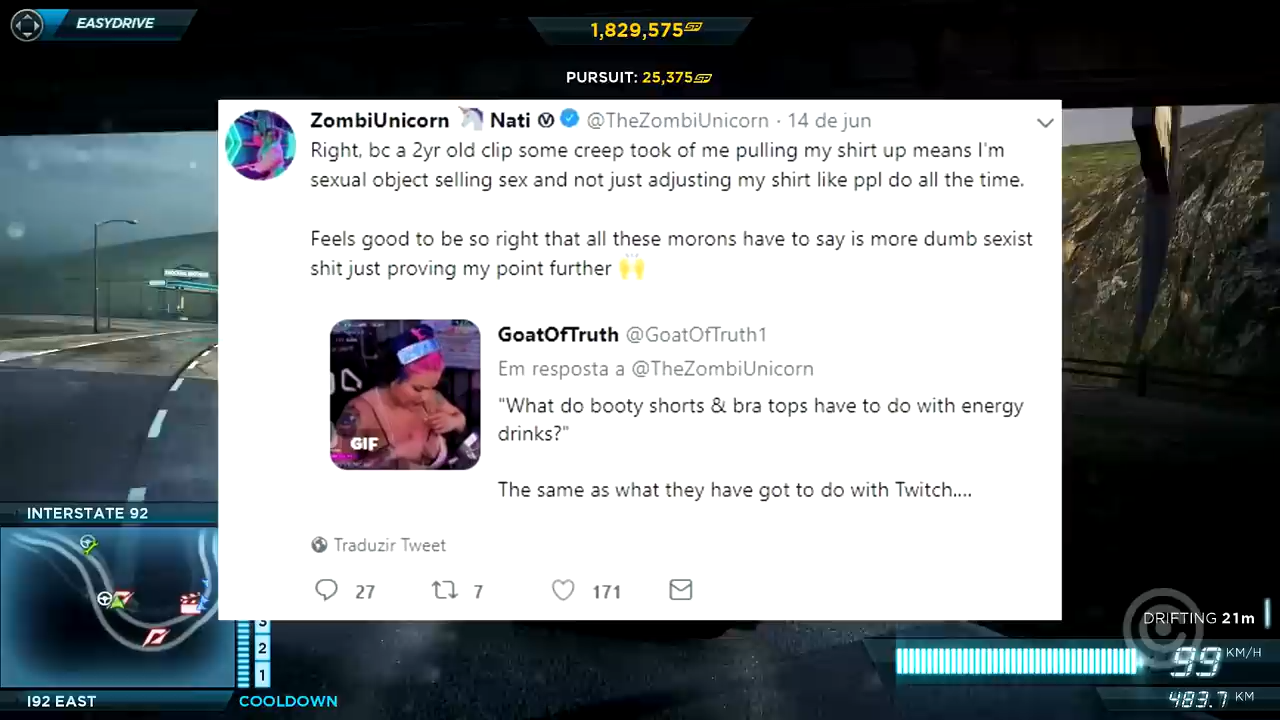 EASYDRIVE
1,829,575 SP
PURSUIT: 25,375 SP
ZombiUnicorn 🦄 Nati Ⓥ @TheZombiUnicorn · 14 de jun
Right, bc a 2yr old clip some creep took of me pulling my shirt up means I'm
sexual object selling sex and not just adjusting my shirt like ppl do all the time.
Feels good to be so right that all these morons have to say is more dumb sexist
shit just proving my point further 🙌
GoatOfTruth @GoatOfTruth1
Em resposta a @TheZombiUnicorn
"What do booty shorts & bra tops have to do with energy
drinks?"
The same as what they have got to do with Twitch....
GIF
Traduzir Tweet
27 7 171
INTERSTATE 92
3
2
1
I92 EAST
COOLDOWN
DRIFTING 21m
99 KM/H
483.7 KM